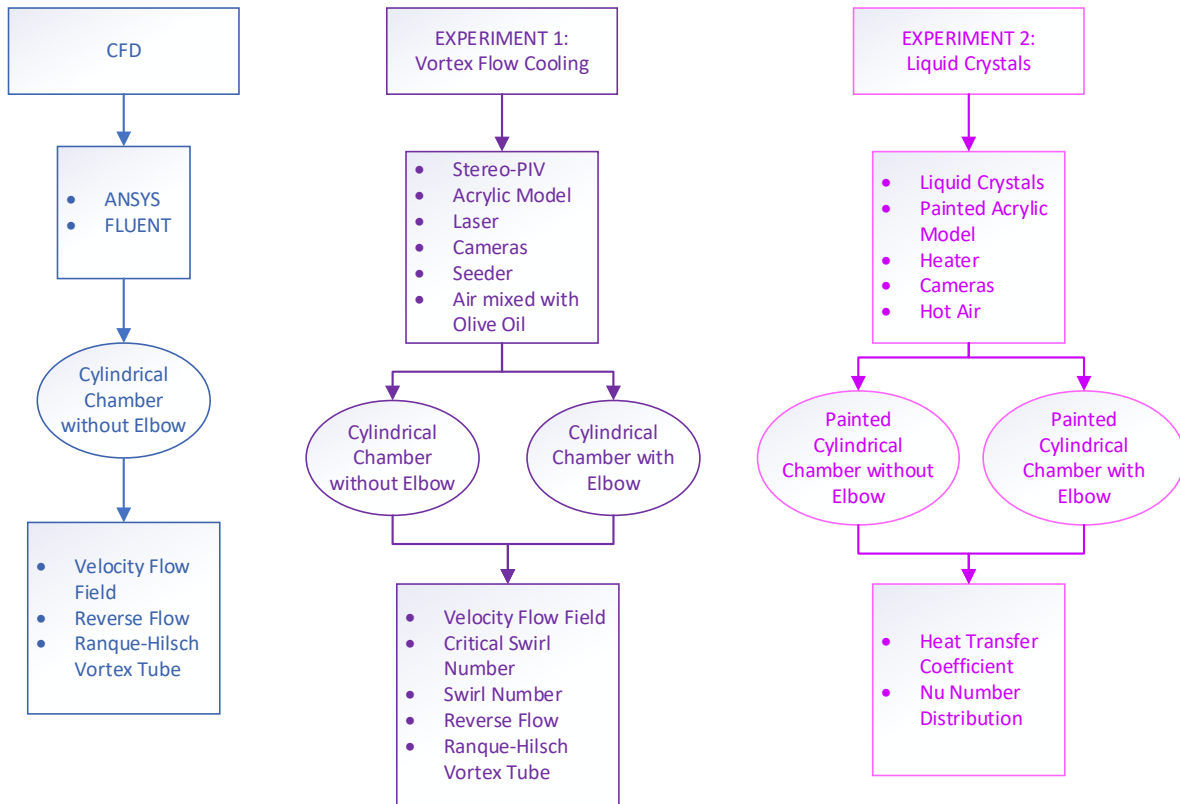 CFD
• ANSYS
• FLUENT
Cylindrical
Chamber
without Elbow
• Velocity Flow
Field
• Reverse Flow
• Ranque-Hilsch
Vortex Tube
EXPERIMENT 1:
Vortex Flow Cooling
• Stereo-PIV
• Acrylic Model
• Laser
• Cameras
• Seeder
• Air mixed with
Olive Oil
Cylindrical
Chamber
without Elbow
Cylindrical
Chamber with
Elbow
• Velocity Flow Field
• Critical Swirl
Number
• Swirl Number
• Reverse Flow
• Ranque-Hilsch
Vortex Tube
EXPERIMENT 2:
Liquid Crystals
• Liquid Crystals
• Painted Acrylic
Model
• Heater
• Cameras
• Hot Air
Painted
Cylindrical
Chamber without
Elbow
Painted
Cylindrical
Chamber with
Elbow
• Heat Transfer
Coefficient
• Nu Number
Distribution